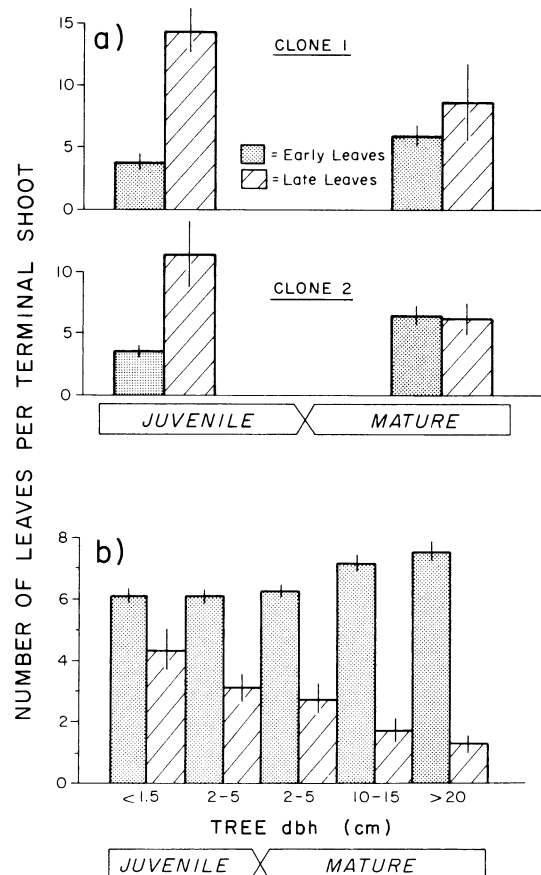 NUMBER OF LEAVES PER TERMINAL SHOOT
a)
CLONE 1
15
10
5
0
= Early Leaves
= Late Leaves
CLONE 2
10
5
0
JUVENILE MATURE
b)
8
6
4
2
0
<1.5 2-5 2-5 10-15 >20
TREE dbh (cm)
JUVENILE MATURE